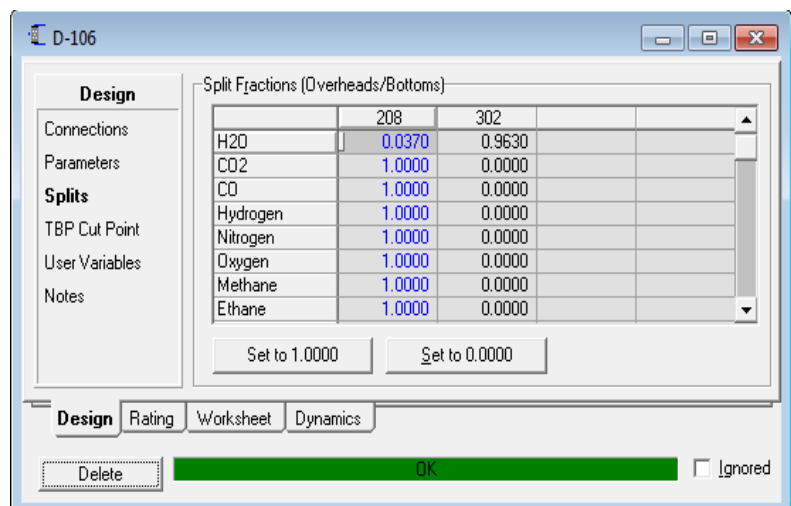 D-106
Design
Connections
Parameters
Splits
TBP Cut Point
User Variables
Notes
Split Fractions (Overheads/Bottoms)
208 302
H2O 0.0370 0.9630
CO2 1.0000 0.0000
CO 1.0000 0.0000
Hydrogen 1.0000 0.0000
Nitrogen 1.0000 0.0000
Oxygen 1.0000 0.0000
Methane 1.0000 0.0000
Ethane 1.0000 0.0000
Set to 1.0000 Set to 0.0000
Design Rating Worksheet Dynamics
Delete OK Ignored